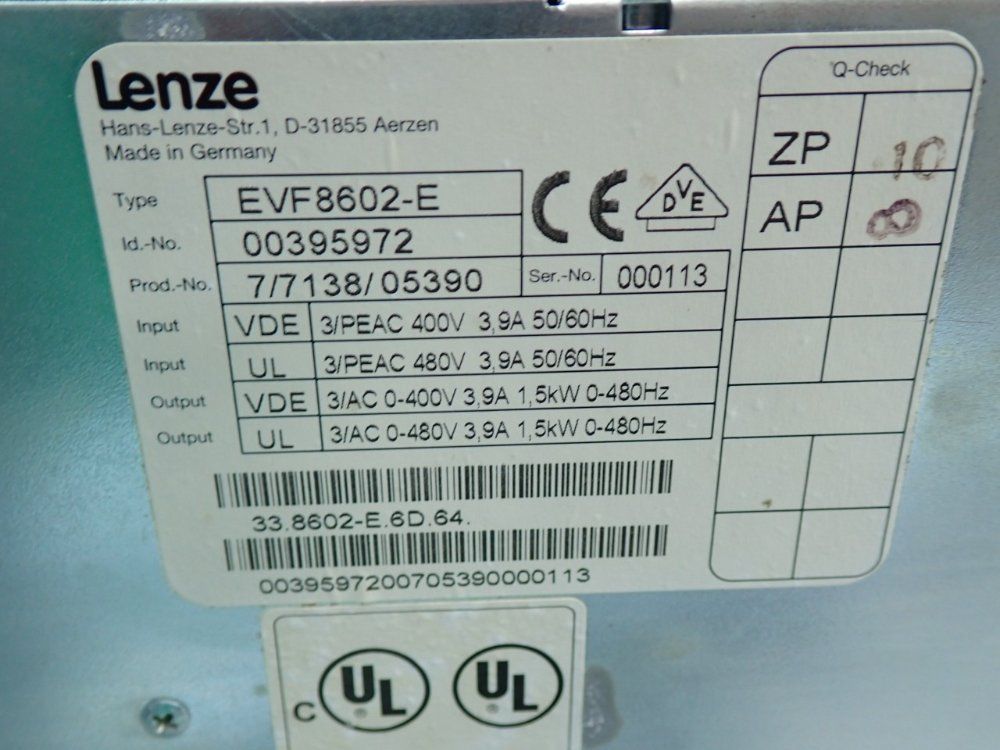 Lenze
Hans-Lenze-Str.1, D-31855 Aerzen
Made in Germany
Type EVF8602-E
Id.-No. 00395972
Prod.-No. 7/7138/05390 Ser.-No. 000113
Input VDE 3/PEAC 400V 3,9A 50/60Hz
Input UL 3/PEAC 480V 3,9A 50/60Hz
Output VDE 3/AC 0-400V 3,9A 1,5kW 0-480Hz
Output UL 3/AC 0-480V 3,9A 1,5kW 0-480Hz
33.8602-E.6D.64.
0039597200705390000113
CE
DVE
Q-Check
ZP 10
AP 8
C UL ® UL ®